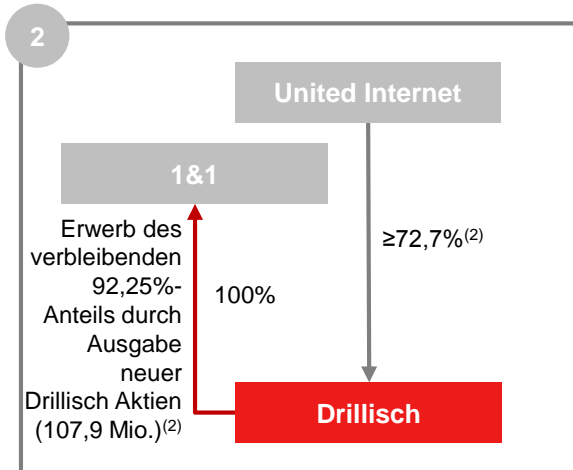 2
United Internet
1&1
Erwerb des
verbleibenden
92,25%-
Anteils durch
Ausgabe
neuer
Drillisch Aktien
(107,9 Mio.)(2)
100%
≥72,7%(2)
Drillisch